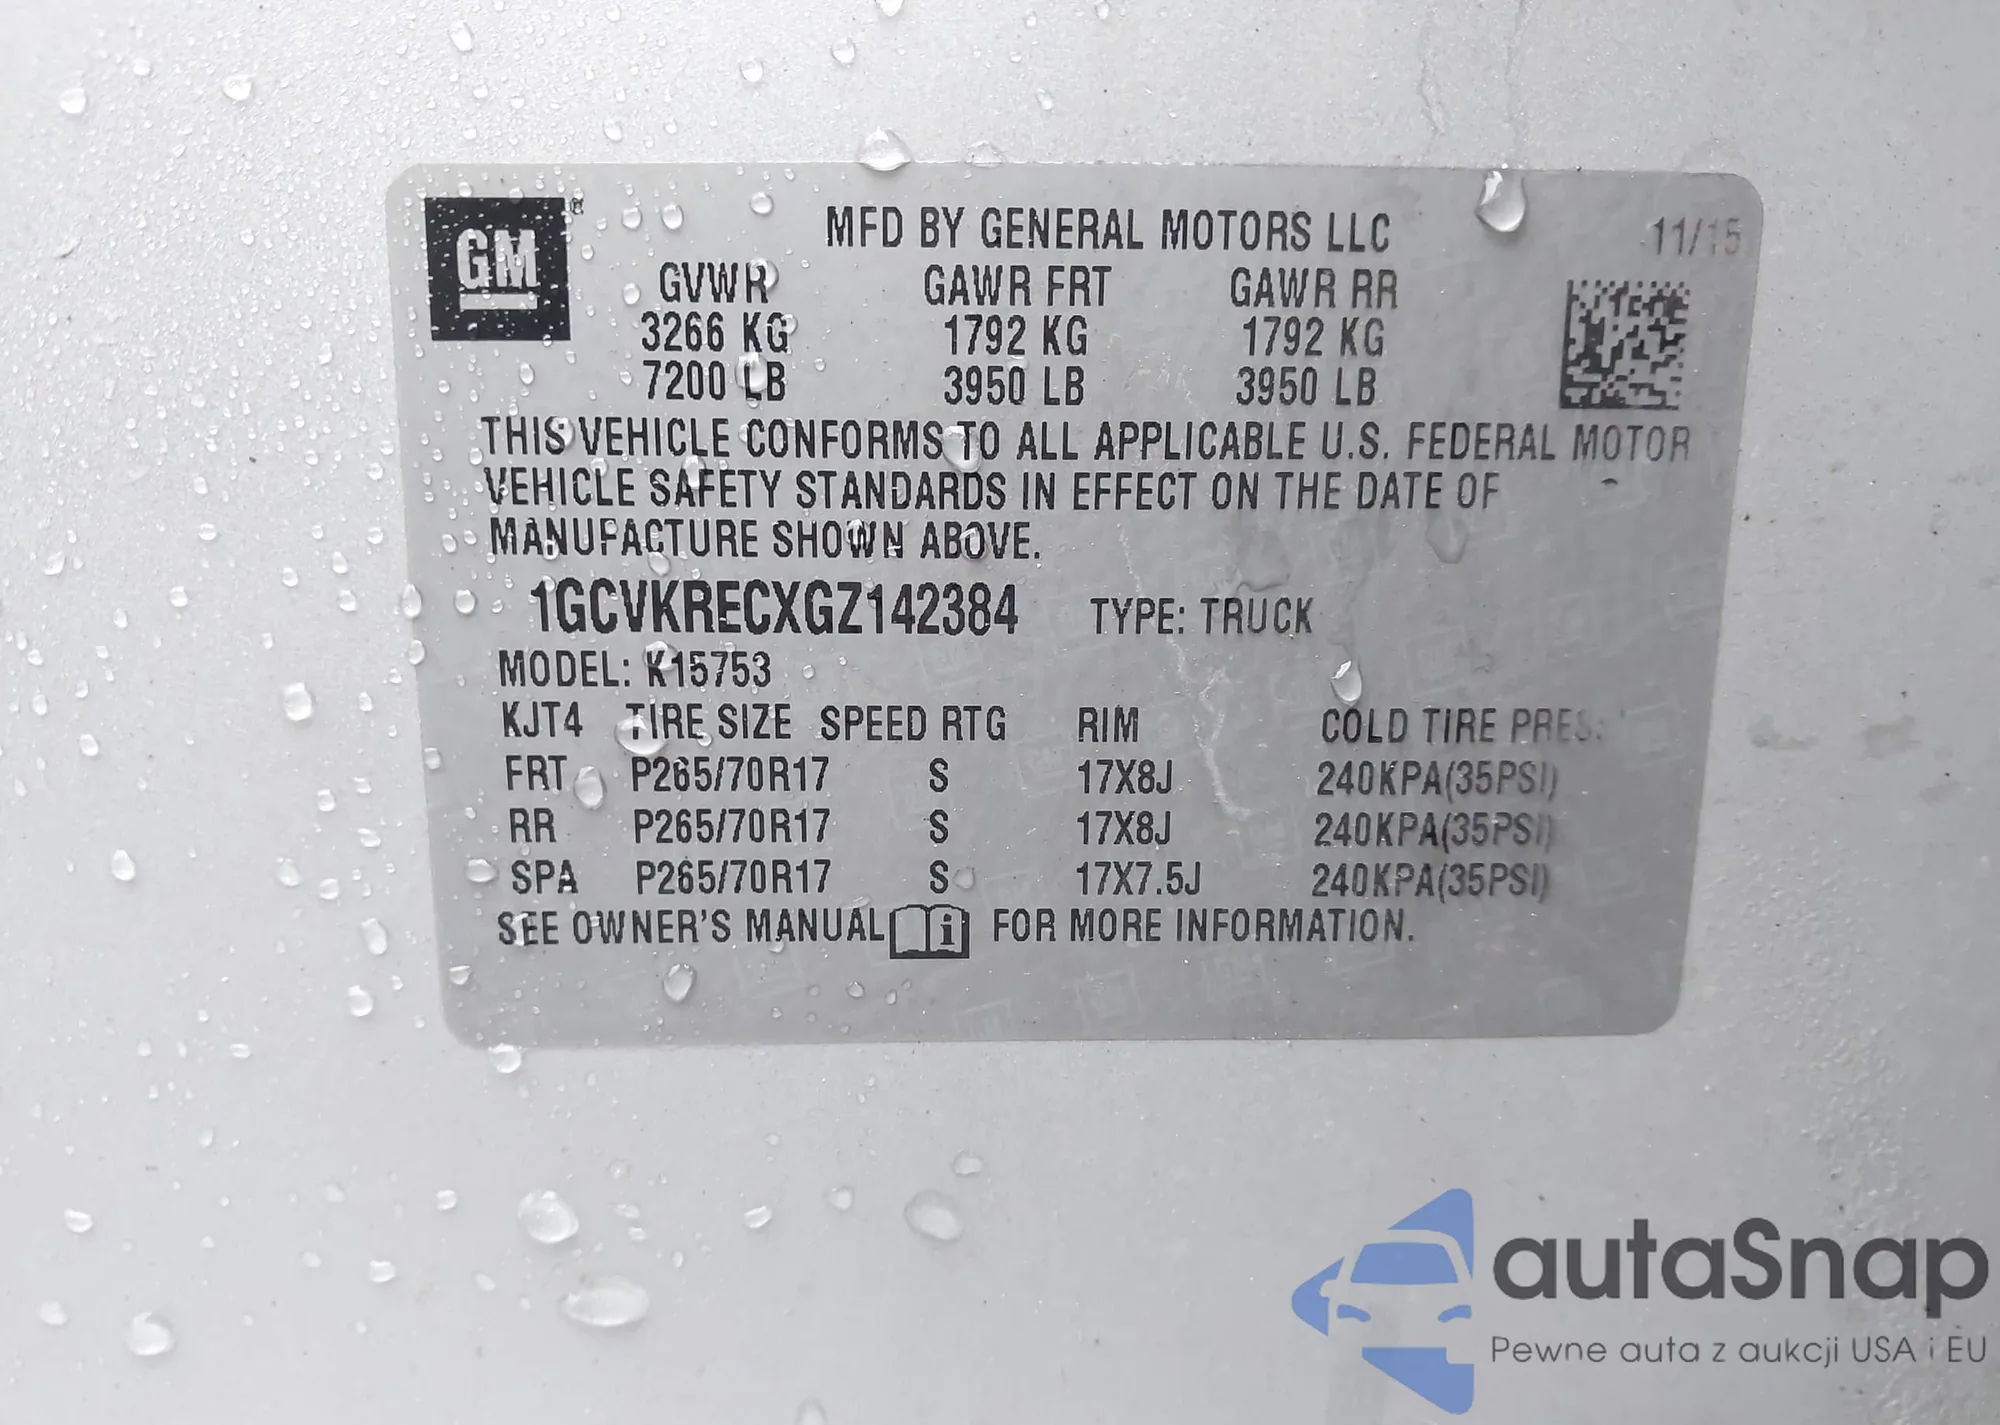 GM ®
MFD BY GENERAL MOTORS LLC 11/15
GVWR GAWR FRT GAWR RR
3266 KG 1792 KG 1792 KG
7200 LB 3950 LB 3950 LB
THIS VEHICLE CONFORMS TO ALL APPLICABLE U.S. FEDERAL MOTOR
VEHICLE SAFETY STANDARDS IN EFFECT ON THE DATE OF
MANUFACTURE SHOWN ABOVE.
1GCVKRECXGZ142384 TYPE: TRUCK
MODEL: K15753
KJT4 TIRE SIZE SPEED RTG RIM COLD TIRE PRES.
FRT P265/70R17 S 17X8J 240KPA(35PSI)
RR P265/70R17 S 17X8J 240KPA(35PSI)
SPA P265/70R17 S 17X7.5J 240KPA(35PSI)
SEE OWNER'S MANUAL i FOR MORE INFORMATION.
autaSnap
Pewne auta z aukcji USA i EU